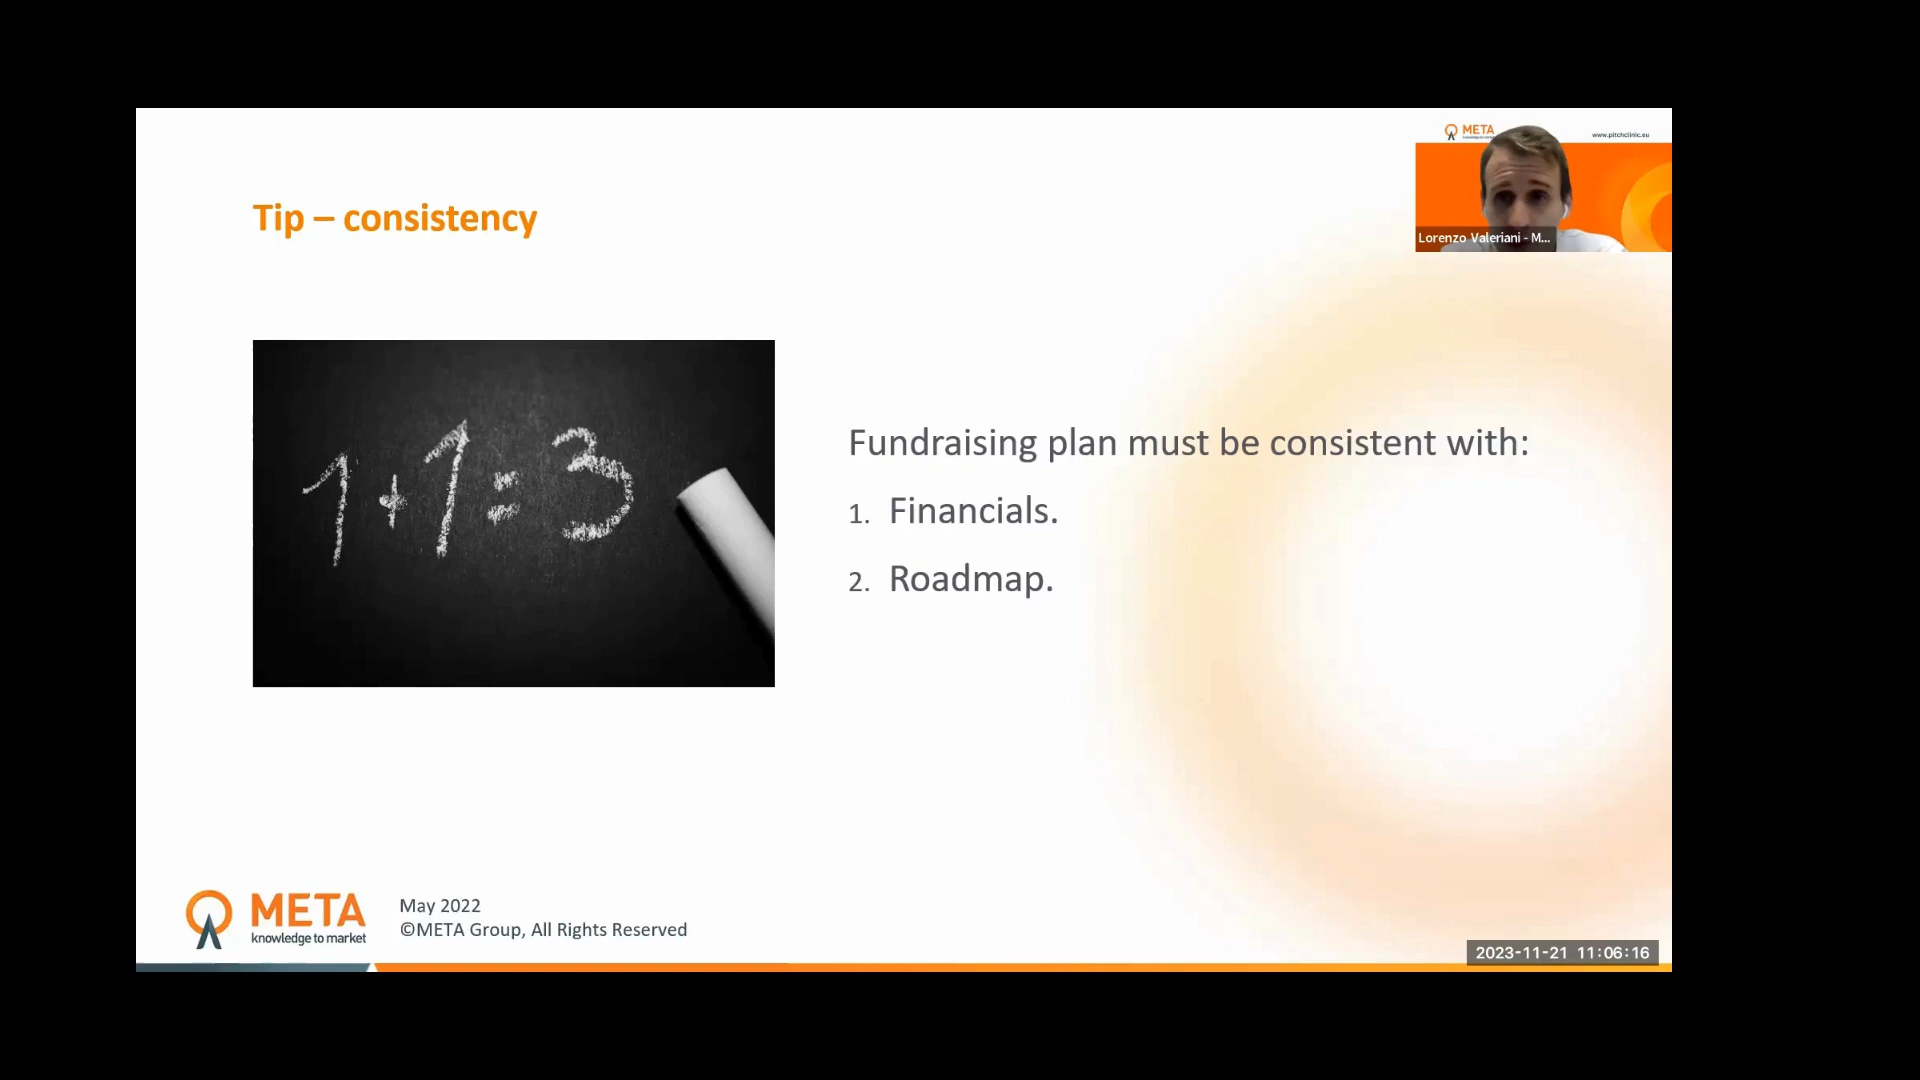 META
www.pitchclinic.eu
Lorenzo Valeriani - M...
Tip – consistency
1+1=3
Fundraising plan must be consistent with:
1. Financials.
2. Roadmap.
META
knowledge to market
May 2022
©META Group, All Rights Reserved
2023-11-21 11:06:16